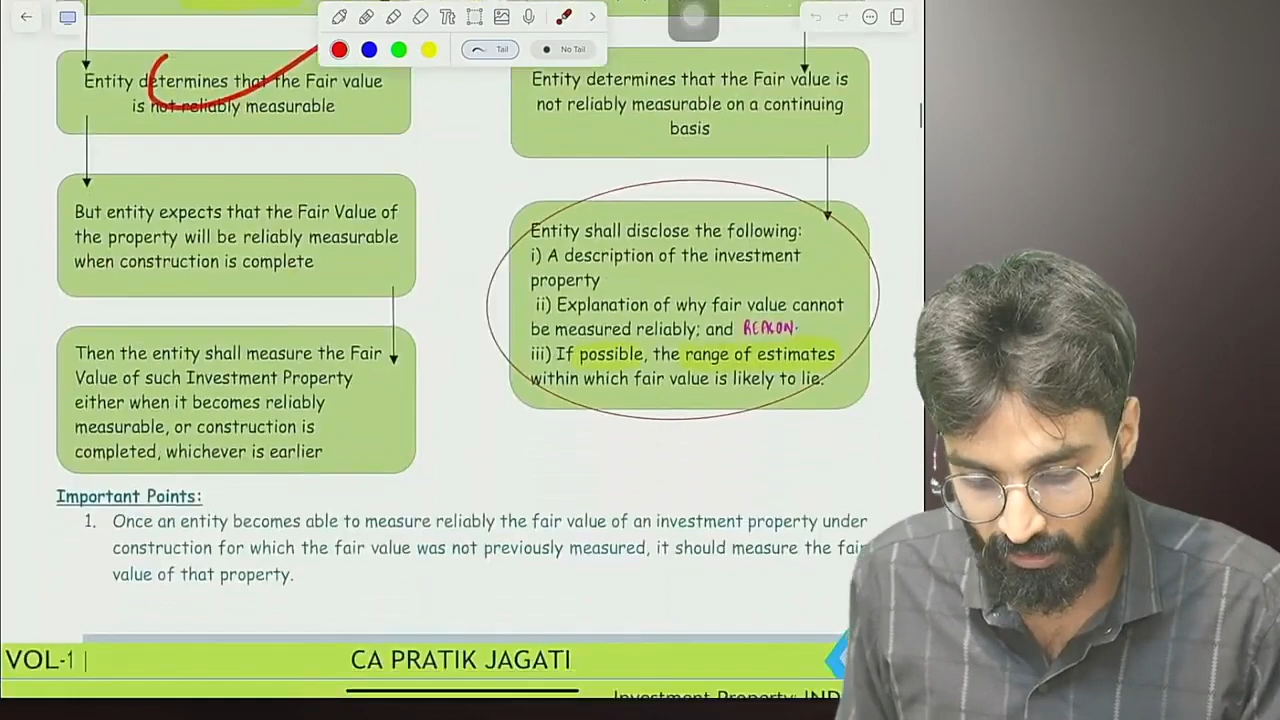 Tail
No Tail
Entity determines that the Fair value
is not reliably measurable
Entity determines that the Fair value is
not reliably measurable on a continuing
basis
But entity expects that the Fair Value of
the property will be reliably measurable
when construction is complete
Entity shall disclose the following:
i) A description of the investment
property
ii) Explanation of why fair value cannot
be measured reliably; and REASON.
iii) If possible, the range of estimates
within which fair value is likely to lie.
Then the entity shall measure the Fair
Value of such Investment Property
either when it becomes reliably
measurable, or construction is
completed, whichever is earlier
Important Points:
1. Once an entity becomes able to measure reliably the fair value of an investment property under
construction for which the fair value was not previously measured, it should measure the fair
value of that property.
VOL-1 |
CA PRATIK JAGATI
Investment Property: IND